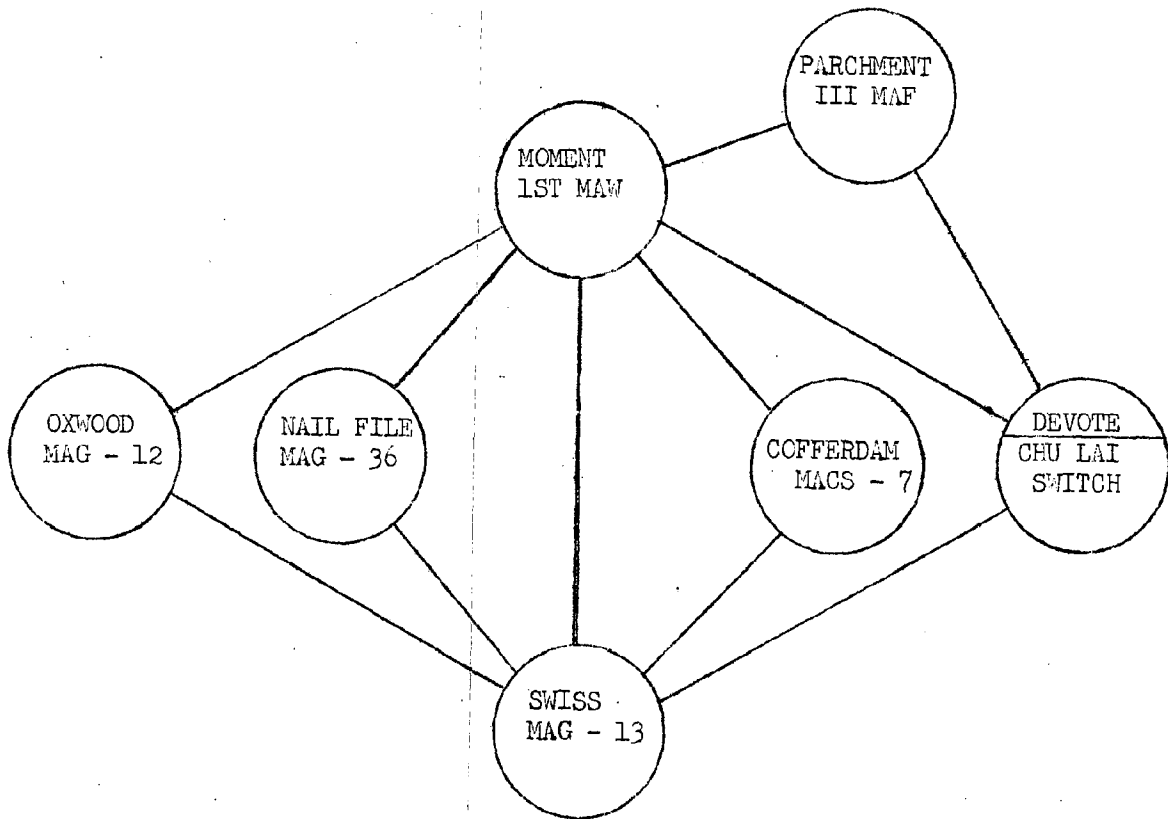 PARCHMENT
III MAF
MOMENT
1ST MAW
OXWOOD
MAG - 12
NAIL FILE
MAG - 36
COFFERDAM
MACS - 7
DEVOTE
CHU LAI
SWITCH
SWISS
MAG - 13